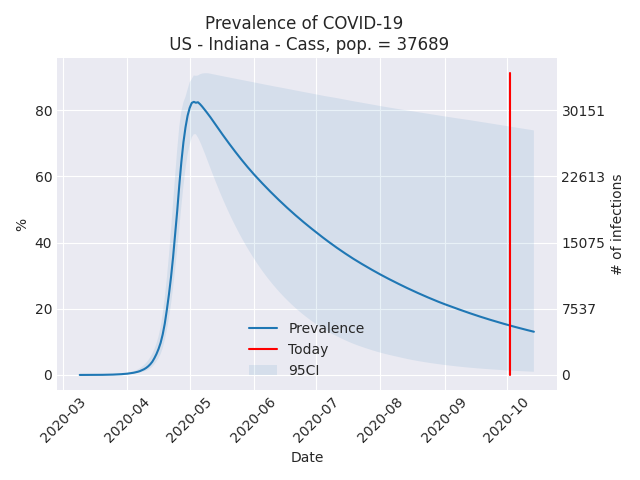 Prevalence of COVID-19
US - Indiana - Cass, pop. = 37689
80
60
40
20
0
%
30151
22613
15075
7537
0
# of infections
Prevalence
Today
95CI
2020-03
2020-04
2020-05
2020-06
2020-07
2020-08
2020-09
2020-10
Date